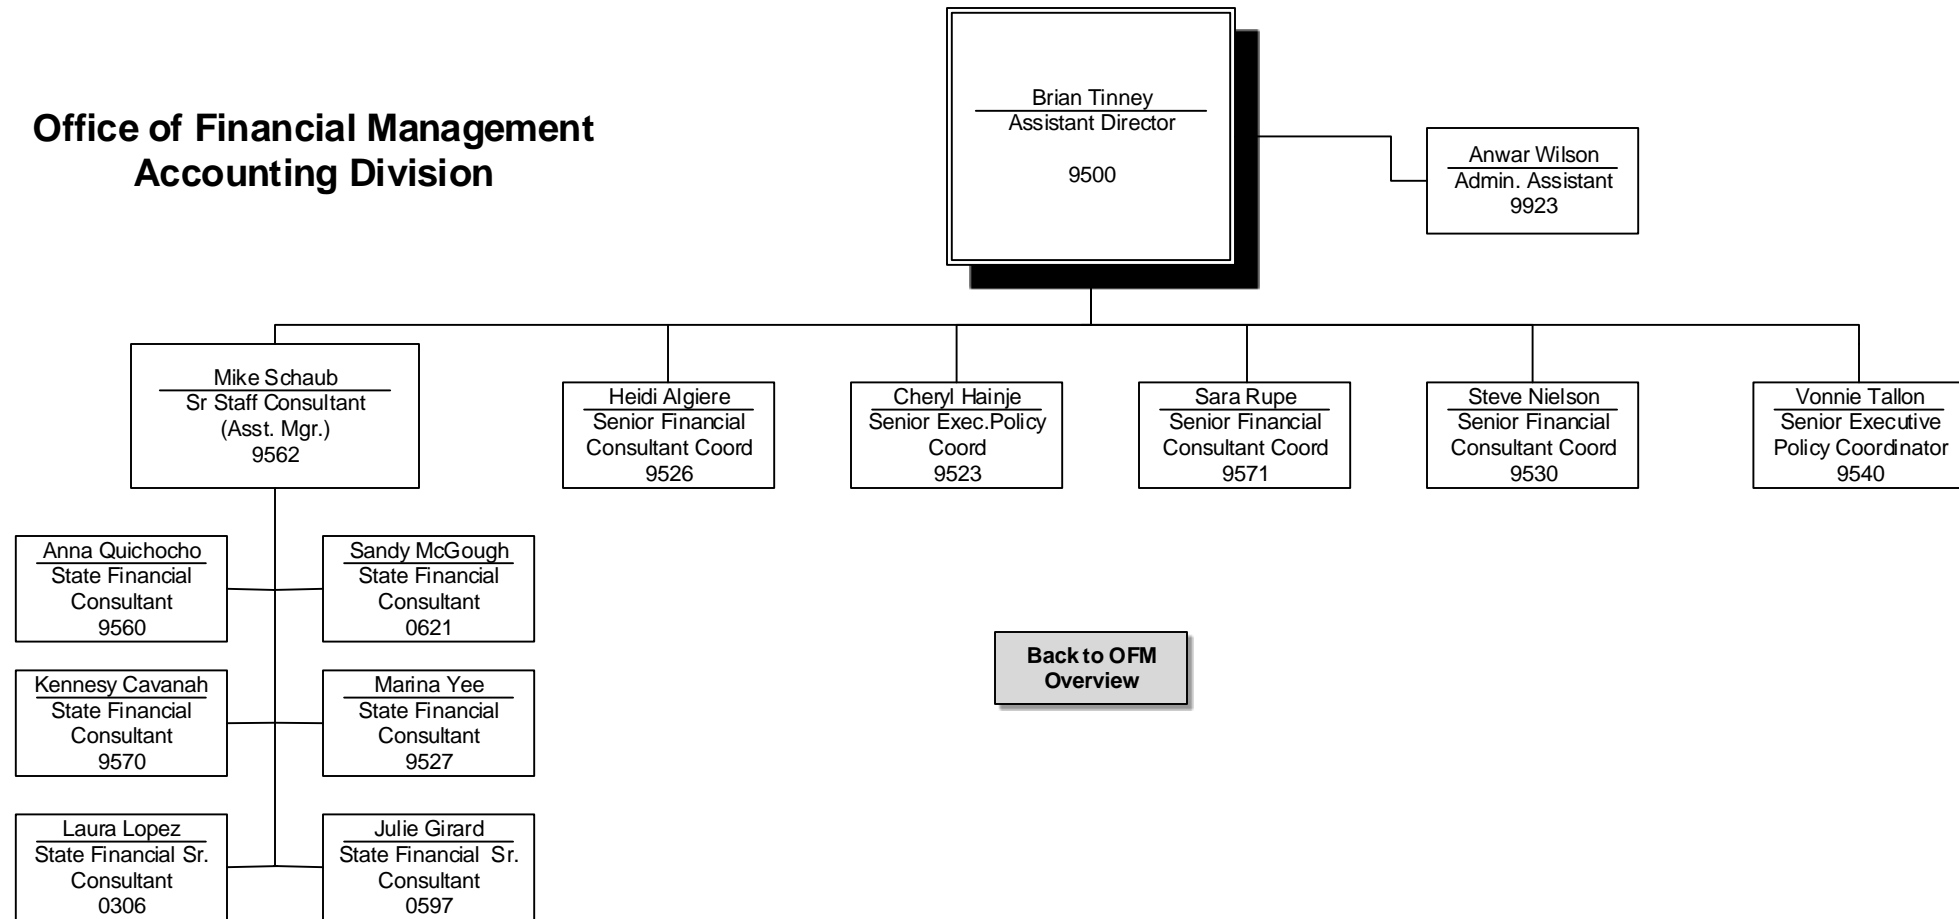 Office of Financial Management
Accounting Division
Brian Tinney
Assistant Director
9500
Anwar Wilson
Admin. Assistant
9923
Mike Schaub
Sr Staff Consultant
(Asst. Mgr.)
9562
Heidi Algiere
Senior Financial
Consultant Coord
9526
Cheryl Hainje
Senior Exec.Policy
Coord
9523
Sara Rupe
Senior Financial
Consultant Coord
9571
Steve Nielson
Senior Financial
Consultant Coord
9530
Vonnie Tallon
Senior Executive
Policy Coordinator
9540
Anna Quichocho
State Financial
Consultant
9560
Sandy McGough
State Financial
Consultant
0621
Kennesy Cavanah
State Financial
Consultant
9570
Marina Yee
State Financial
Consultant
9527
Laura Lopez
State Financial Sr.
Consultant
0306
Julie Girard
State Financial Sr.
Consultant
0597
Back to OFM
Overview